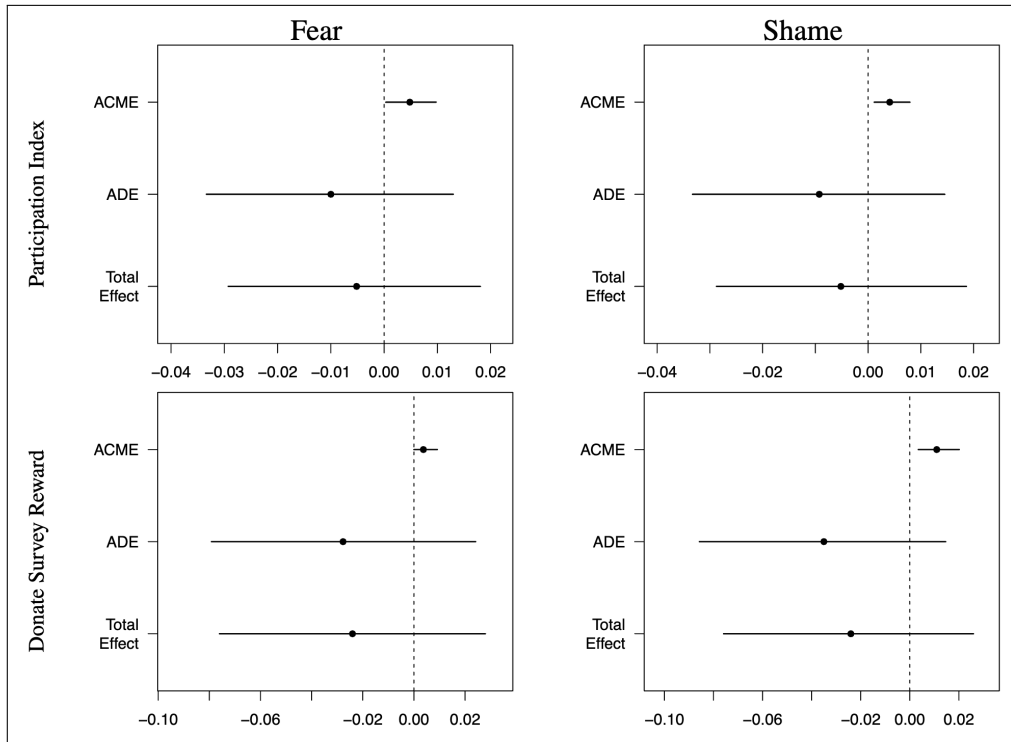 Fear
Shame
Participation Index
ACME
ADE
Total
Effect
−0.04 −0.03 −0.02 −0.01 0.00 0.01 0.02
ACME
ADE
Total
Effect
−0.04 −0.02 0.00 0.01 0.02
Donate Survey Reward
ACME
ADE
Total
Effect
−0.10 −0.06 −0.02 0.00 0.02
ACME
ADE
Total
Effect
−0.10 −0.06 −0.02 0.00 0.02